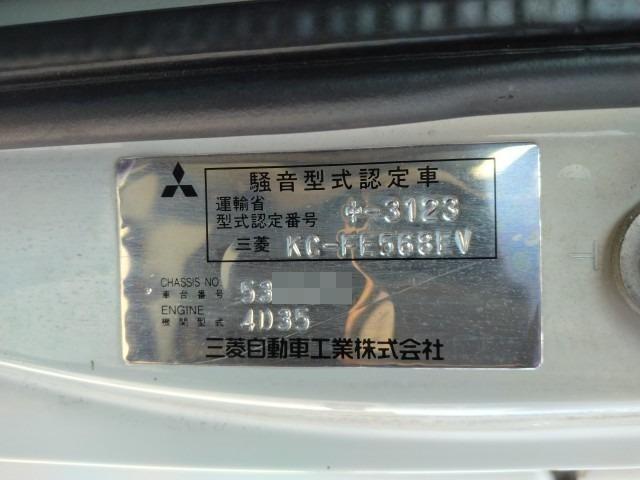 騒音型式認定車
運輸省
型式認定番号 中-3123
三菱 KC-FE568EV
CHASSIS NO.
車台番号 53
ENGINE
機関型式 4D35
三菱自動車工業株式会社